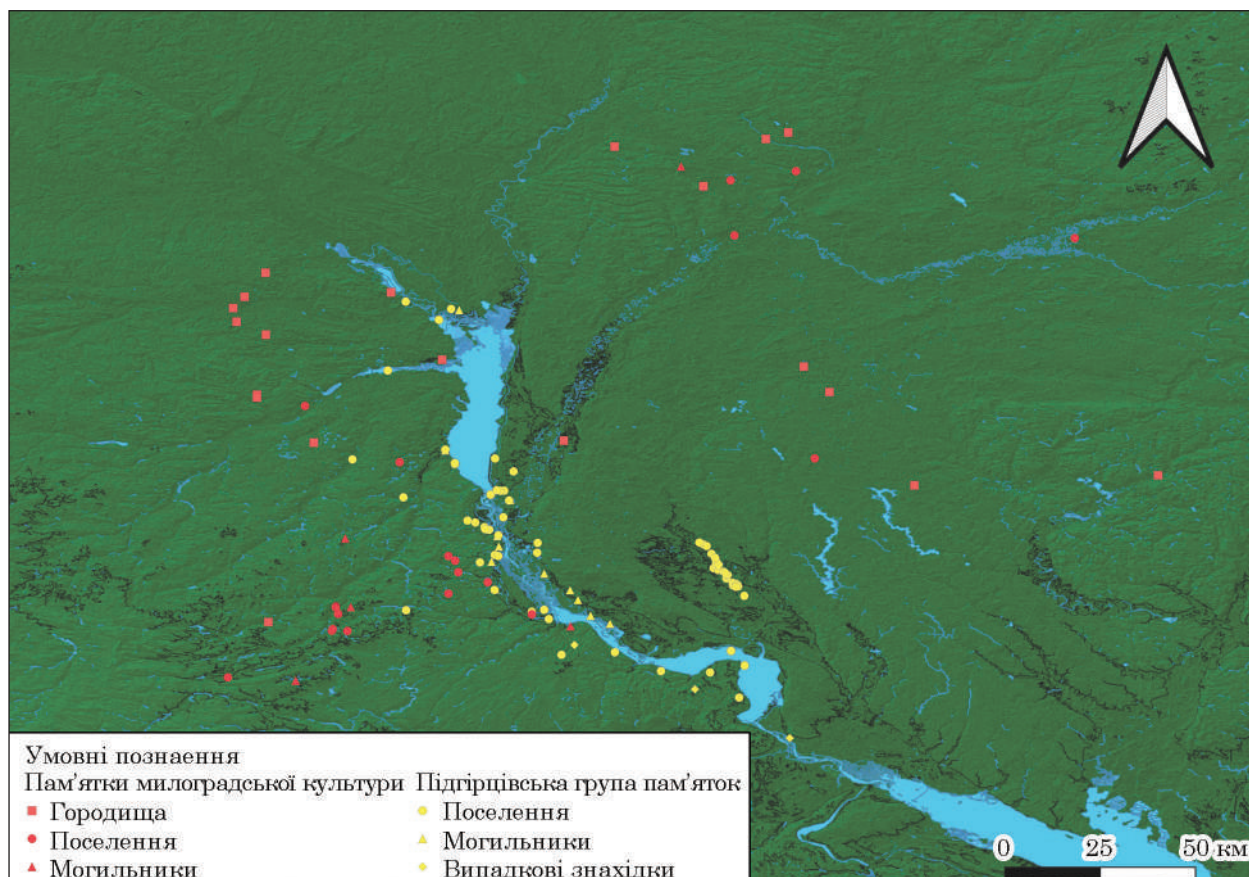 Умовні познаення
Пам'ятки милоградської культури Підгірцівська група пам'яток
Городища Поселення
Поселення Могильники
Могильники Випадкові знахідки
0 25 50 км